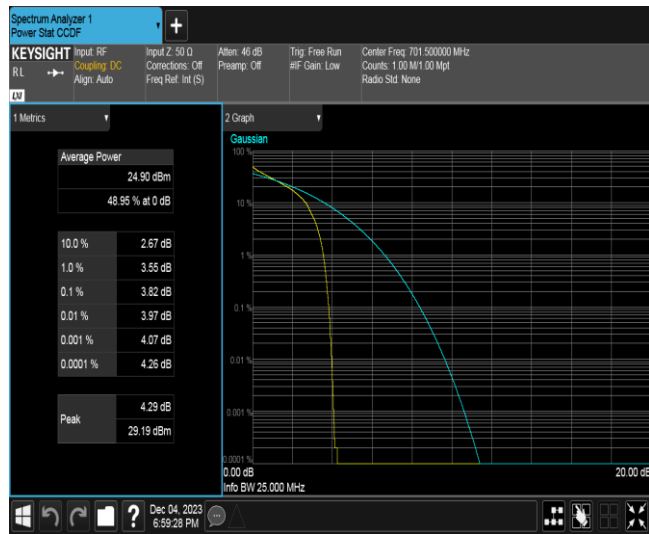 Spectrum Analyzer 1
Power Stat CCDF
+
KEYSIGHT
RL
LXI
Input: RF
Coupling: DC
Align: Auto
Input Z: 50 Ω
Corrections: Off
Freq Ref: Int (S)
Atten: 46 dB
Preamp: Off
Trig: Free Run
#IF Gain: Low
Center Freq: 701.500000 MHz
Counts: 1.00 M/1.00 Mpt
Radio Std: None
1 Metrics
Average Power
24.90 dBm
48.95 % at 0 dB
10.0 % 2.67 dB
1.0 % 3.55 dB
0.1 % 3.82 dB
0.01 % 3.97 dB
0.001 % 4.07 dB
0.0001 % 4.26 dB
Peak
4.29 dB
29.19 dBm
2 Graph
Gaussian
100 %
10 %
1 %
0.1 %
0.01 %
0.001 %
0.0001 %
0.00 dB 20.00 dB
Info BW 25.000 MHz
?
Dec 04, 2023
6:59:28 PM